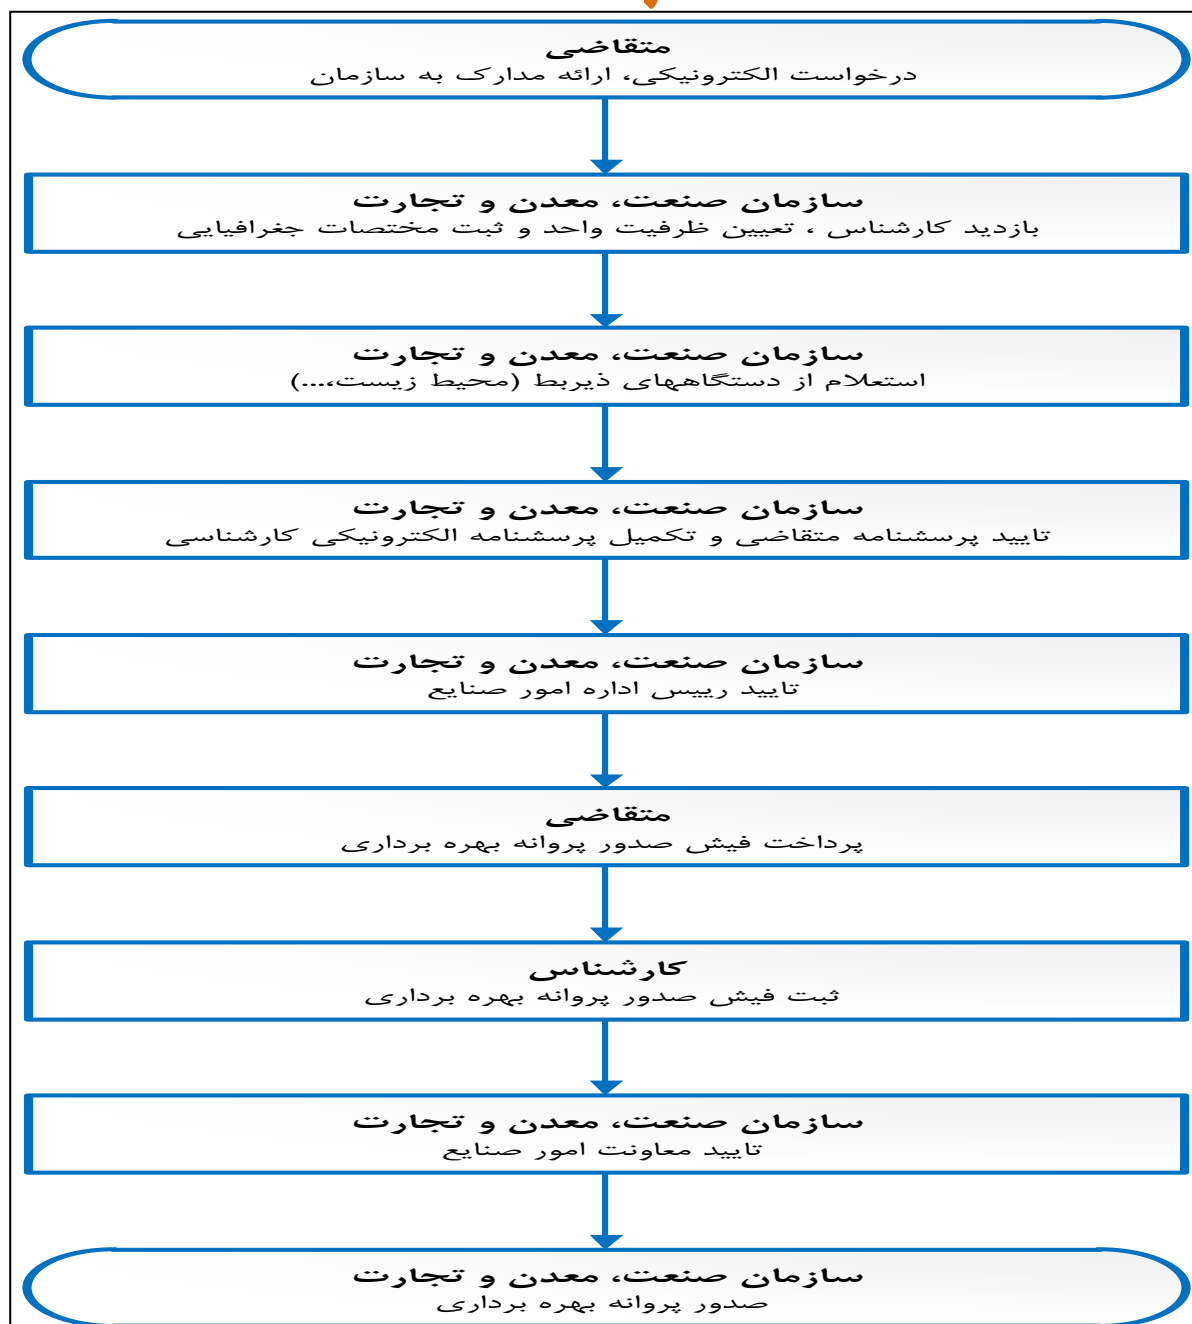 متقاضی
درخواست الکترونیکی، ارائه مدارک به سازمان
سازمان صنعت، معدن و تجارت
بازدید کارشناس ، تعیین ظرفیت واحد و ثبت مختصات جغرافیایی
سازمان صنعت، معدن و تجارت
استعلام از دستگاههای ذیربط (محیط زیست،...)
سازمان صنعت، معدن و تجارت
تایید پرسشنامه متقاضی و تکمیل پرسشنامه الکترونیکی کارشناسی
سازمان صنعت، معدن و تجارت
تایید رییس اداره امور صنایع
متقاضی
پرداخت فیش صدور پروانه بهره برداری
کارشناس
ثبت فیش صدور پروانه بهره برداری
سازمان صنعت، معدن و تجارت
تایید معاونت امور صنایع
سازمان صنعت، معدن و تجارت
صدور پروانه بهره برداری